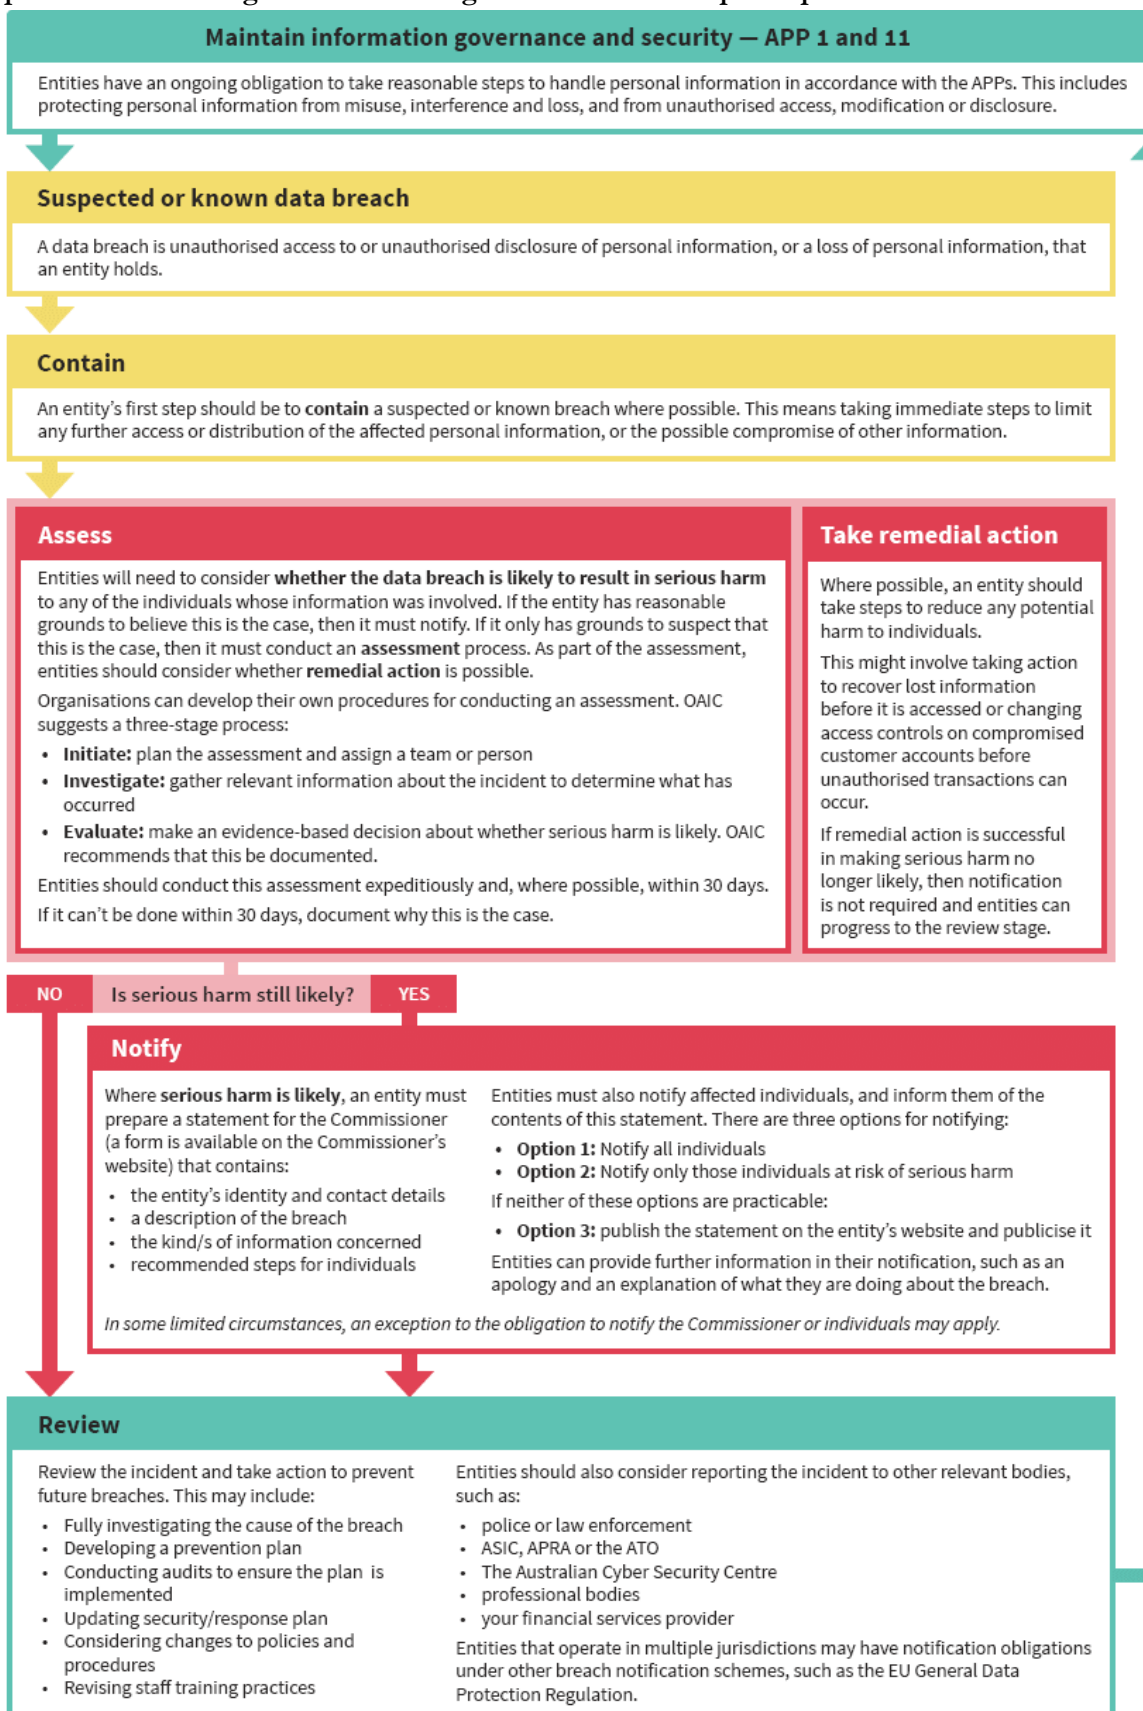 Maintain information governance and security — APP 1 and 11
Entities have an ongoing obligation to take reasonable steps to handle personal information in accordance with the APPs. This includes
protecting personal information from misuse, interference and loss, and from unauthorised access, modification or disclosure.
Suspected or known data breach
A data breach is unauthorised access to or unauthorised disclosure of personal information, or a loss of personal information, that
an entity holds.
Contain
An entity’s first step should be to contain a suspected or known breach where possible. This means taking immediate steps to limit
any further access or distribution of the affected personal information, or the possible compromise of other information.
Assess
Entities will need to consider whether the data breach is likely to result in serious harm
to any of the individuals whose information was involved. If the entity has reasonable
grounds to believe this is the case, then it must notify. If it only has grounds to suspect that
this is the case, then it must conduct an assessment process. As part of the assessment,
entities should consider whether remedial action is possible.
Organisations can develop their own procedures for conducting an assessment. OAIC
suggests a three-stage process:
• Initiate: plan the assessment and assign a team or person
• Investigate: gather relevant information about the incident to determine what has
occurred
• Evaluate: make an evidence-based decision about whether serious harm is likely. OAIC
recommends that this be documented.
Entities should conduct this assessment expeditiously and, where possible, within 30 days.
If it can’t be done within 30 days, document why this is the case.
Take remedial action
Where possible, an entity should
take steps to reduce any potential
harm to individuals.
This might involve taking action
to recover lost information
before it is accessed or changing
access controls on compromised
customer accounts before
unauthorised transactions can
occur.
If remedial action is successful
in making serious harm no
longer likely, then notification
is not required and entities can
progress to the review stage.
NO
Is serious harm still likely?
YES
Notify
Where serious harm is likely, an entity must
prepare a statement for the Commissioner
(a form is available on the Commissioner’s
website) that contains:
• the entity’s identity and contact details
• a description of the breach
• the kind/s of information concerned
• recommended steps for individuals
Entities must also notify affected individuals, and inform them of the
contents of this statement. There are three options for notifying:
• Option 1: Notify all individuals
• Option 2: Notify only those individuals at risk of serious harm
If neither of these options are practicable:
• Option 3: publish the statement on the entity’s website and publicise it
Entities can provide further information in their notification, such as an
apology and an explanation of what they are doing about the breach.
In some limited circumstances, an exception to the obligation to notify the Commissioner or individuals may apply.
Review
Review the incident and take action to prevent
future breaches. This may include:
• Fully investigating the cause of the breach
• Developing a prevention plan
• Conducting audits to ensure the plan is
implemented
• Updating security/response plan
• Considering changes to policies and
procedures
• Revising staff training practices
Entities should also consider reporting the incident to other relevant bodies,
such as:
• police or law enforcement
• ASIC, APRA or the ATO
• The Australian Cyber Security Centre
• professional bodies
• your financial services provider
Entities that operate in multiple jurisdictions may have notification obligations
under other breach notification schemes, such as the EU General Data
Protection Regulation.